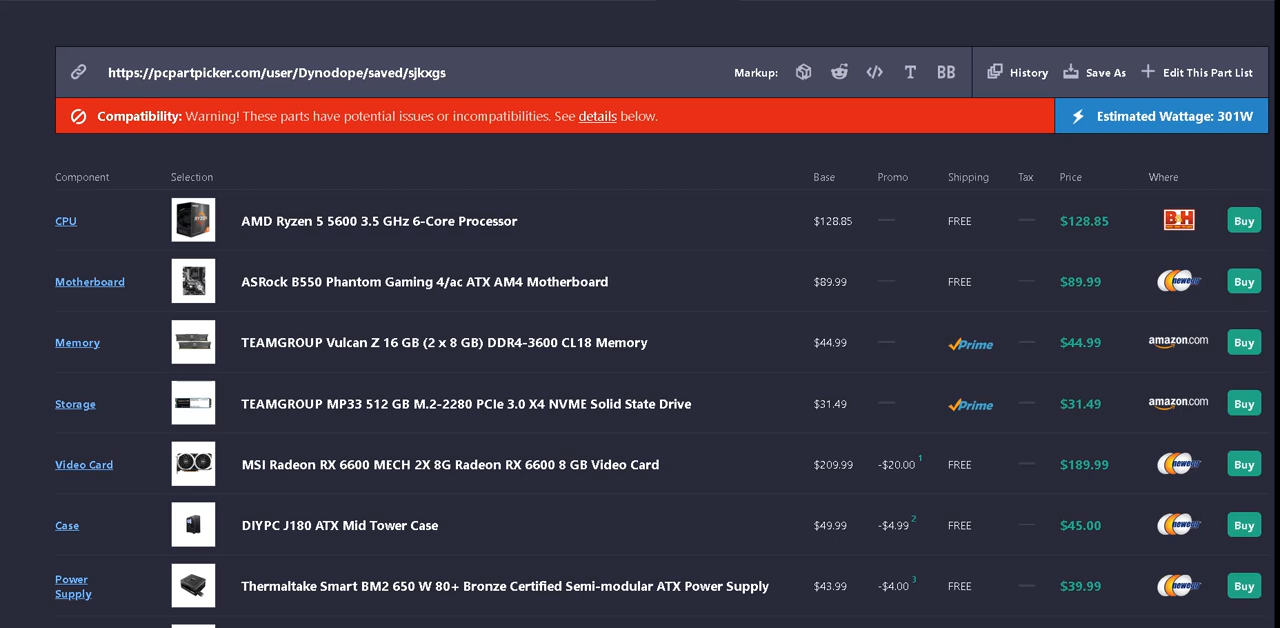 https://pcpartpicker.com/user/Dynodope/saved/sjkxgs Markup: T BB History Save As Edit This Part List
Compatibility: Warning! These parts have potential issues or incompatibilities. See details below. Estimated Wattage: 301W
Component Selection Base Promo Shipping Tax Price Where
CPU AMD Ryzen 5 5600 3.5 GHz 6-Core Processor $128.85 — FREE — $128.85 B&H Buy
Motherboard ASRock B550 Phantom Gaming 4/ac ATX AM4 Motherboard $89.99 — FREE — $89.99 newegg Buy
Memory TEAMGROUP Vulcan Z 16 GB (2 x 8 GB) DDR4-3600 CL18 Memory $44.99 — Prime — $44.99 amazon.com Buy
Storage TEAMGROUP MP33 512 GB M.2-2280 PCIe 3.0 X4 NVME Solid State Drive $31.49 — Prime — $31.49 amazon.com Buy
Video Card MSI Radeon RX 6600 MECH 2X 8G Radeon RX 6600 8 GB Video Card $209.99 -$20.00 1 FREE — $189.99 newegg Buy
Case DIYPC J180 ATX Mid Tower Case $49.99 -$4.99 2 FREE — $45.00 newegg Buy
Power
Supply Thermaltake Smart BM2 650 W 80+ Bronze Certified Semi-modular ATX Power Supply $43.99 -$4.00 3 FREE — $39.99 newegg Buy